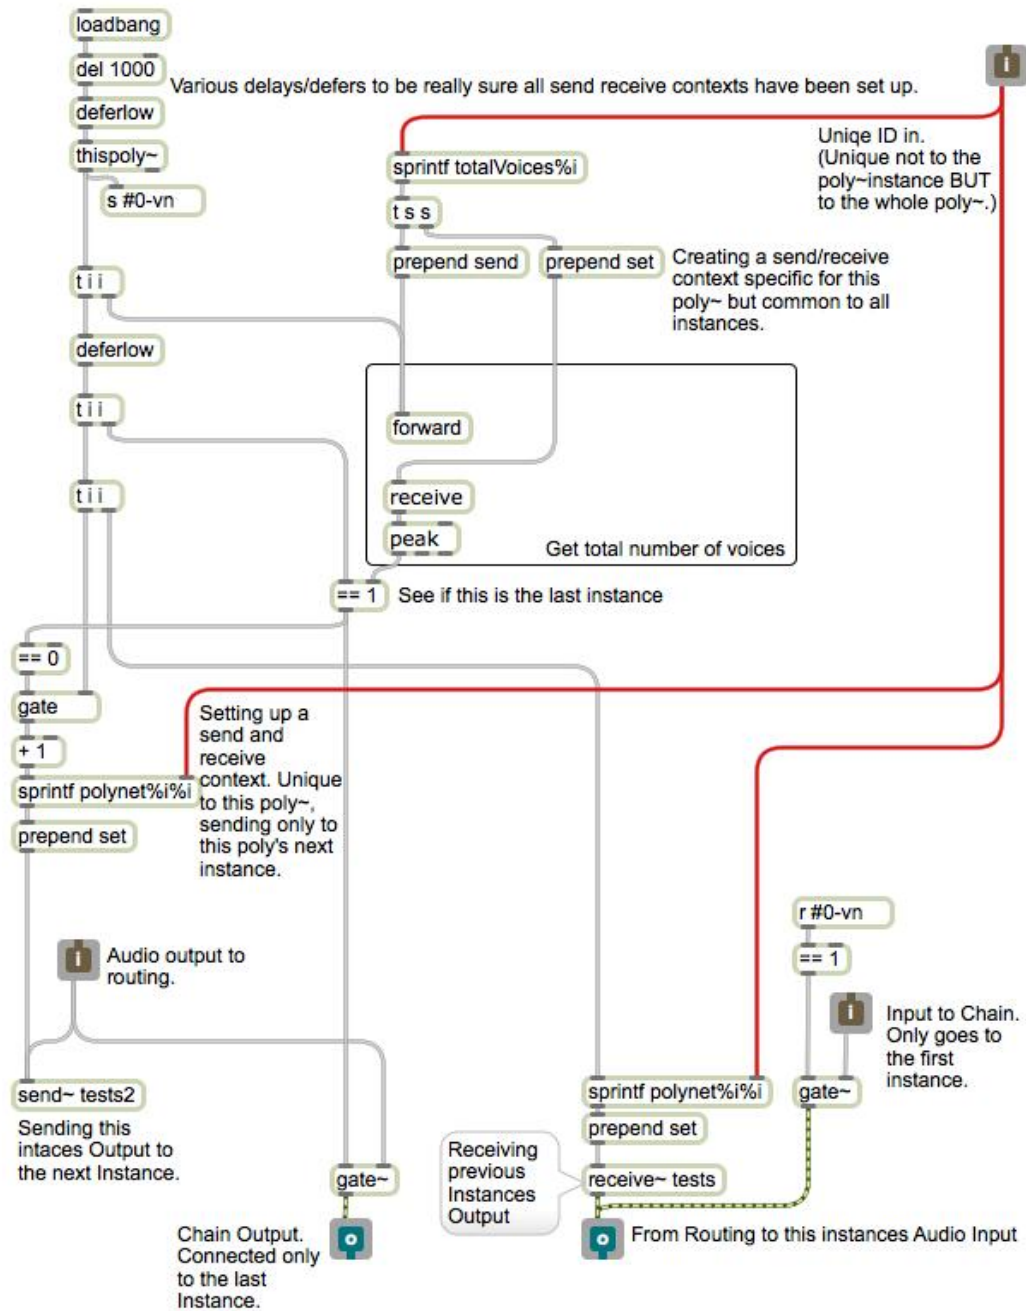 loadbang
del 1000
Various delays/defers to be really sure all send receive contexts have been set up.
i
deferlow
thispoly~
s #0-vn
sprintf totalVoices%i
Uniqe ID in.
(Unique not to the
poly~instance BUT
to the whole poly~.)
t s s
prepend send
prepend set
Creating a send/receive
context specific for this
poly~ but common to all
instances.
t i i
deferlow
t i i
forward
t i i
receive
peak
Get total number of voices
== 1
See if this is the last instance
== 0
gate
+ 1
sprintf polynet%i%i
prepend set
Setting up a
send and
receive
context. Unique
to this poly~,
sending only to
this poly's next
instance.
r #0-vn
== 1
i
Audio output to
routing.
i
Input to Chain.
Only goes to
the first
instance.
send~ tests2
Sending this
intaces Output to
the next Instance.
sprintf polynet%i%i
gate~
prepend set
Receiving
previous
Instances
Output
receive~ tests
gate~
Chain Output.
Connected only
to the last
Instance.
o
o
From Routing to this instances Audio Input